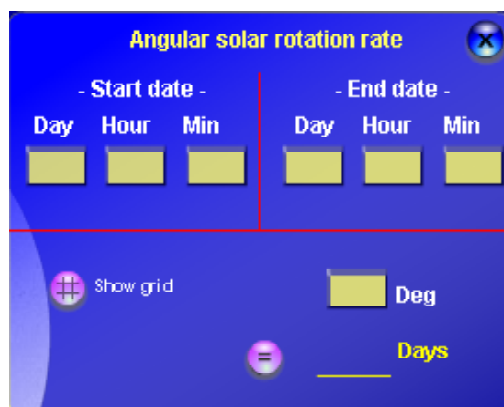 Angular solar rotation rate
X
- Start date -
- End date -
Day Hour Min
Day Hour Min
Show grid
Deg
=
Days